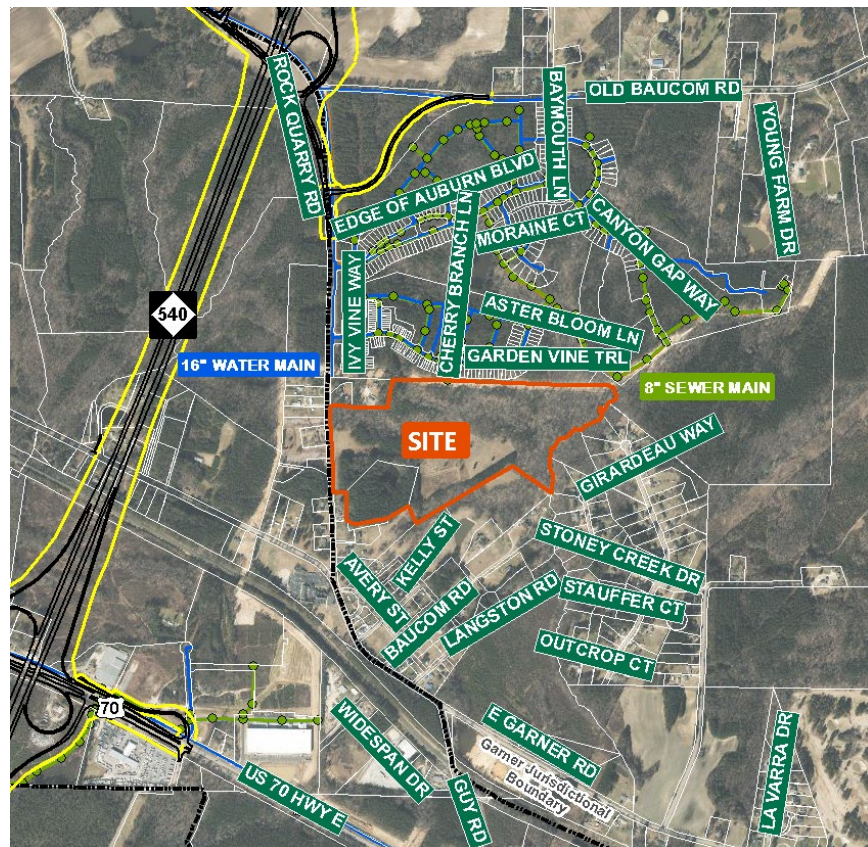 OLD BAUCOM RD
ROCK QUARRY RD
BAYMOUTH LN
YOUNG FARM DR
EDGE OF AUBURN BLVD
CHERRY BRANCH LN
MORAINE CT
CANYON GAP WAY
IVY VINE WAY
540
ASTER BLOOM LN
16" WATER MAIN
GARDEN VINE TRL
8" SEWER MAIN
SITE
GIRARDEAU WAY
KELLY ST
STONEY CREEK DR
AVERY ST
BAUCOM RD
LANGSTON RD
STAUFFER CT
OUTCROP CT
70
WIDESPAN DR
E GARNER RD
Garner Jurisdictional
Boundary
LA VARRA DR
US 70 HWY E
GUY RD